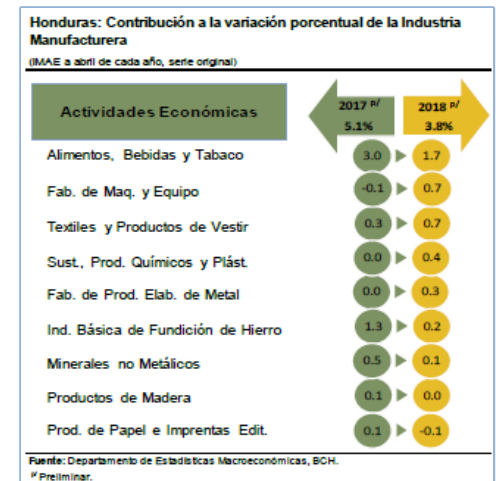 Honduras: Contribución a la variación porcentual de la Industria
Manufacturera
(IMAE a abril de cada año, serie original)
Actividades Económicas 2017 p/ 5.1% 2018 p/ 3.8%
Alimentos, Bebidas y Tabaco 3.0 1.7
Fab. de Maq. y Equipo -0.1 0.7
Textiles y Productos de Vestir 0.3 0.7
Sust., Prod. Químicos y Plást. 0.0 0.4
Fab. de Prod. Elab. de Metal 0.0 0.3
Ind. Básica de Fundición de Hierro 1.3 0.2
Minerales no Metálicos 0.5 0.1
Productos de Madera 0.1 0.0
Prod. de Papel e Imprentas Edit. 0.1 -0.1
Fuente: Departamento de Estadísticas Macroeconómicas, BCH.
p/ Preliminar.